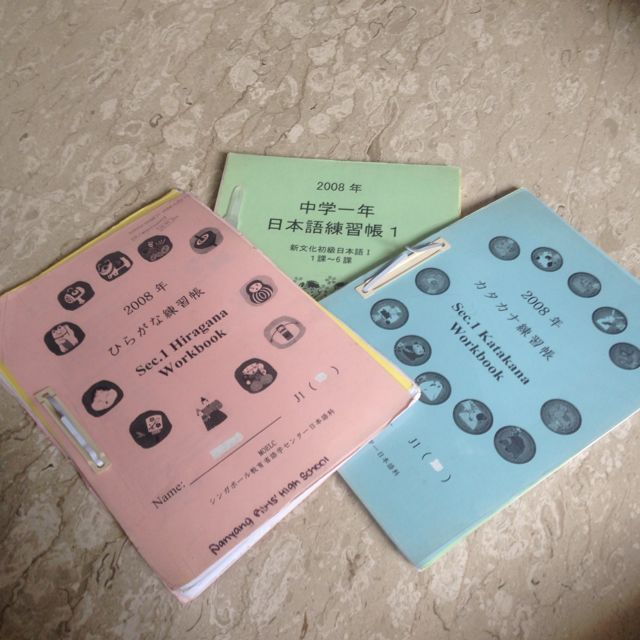 2008 年
中学一年
日本語練習帳 1
新文化初級日本語 I
1 課~6 課
2008 年
ひらがな練習帳
Sec.1 Hiragana
Workbook
J1 ( )
Name:
MOELC
シンガポール教育省語学センター日本語科
Nanyang Girls' High School
2008 年
カタカナ練習帳
Sec.1 Katakana
Workbook
J1 ( )
ー日本語科